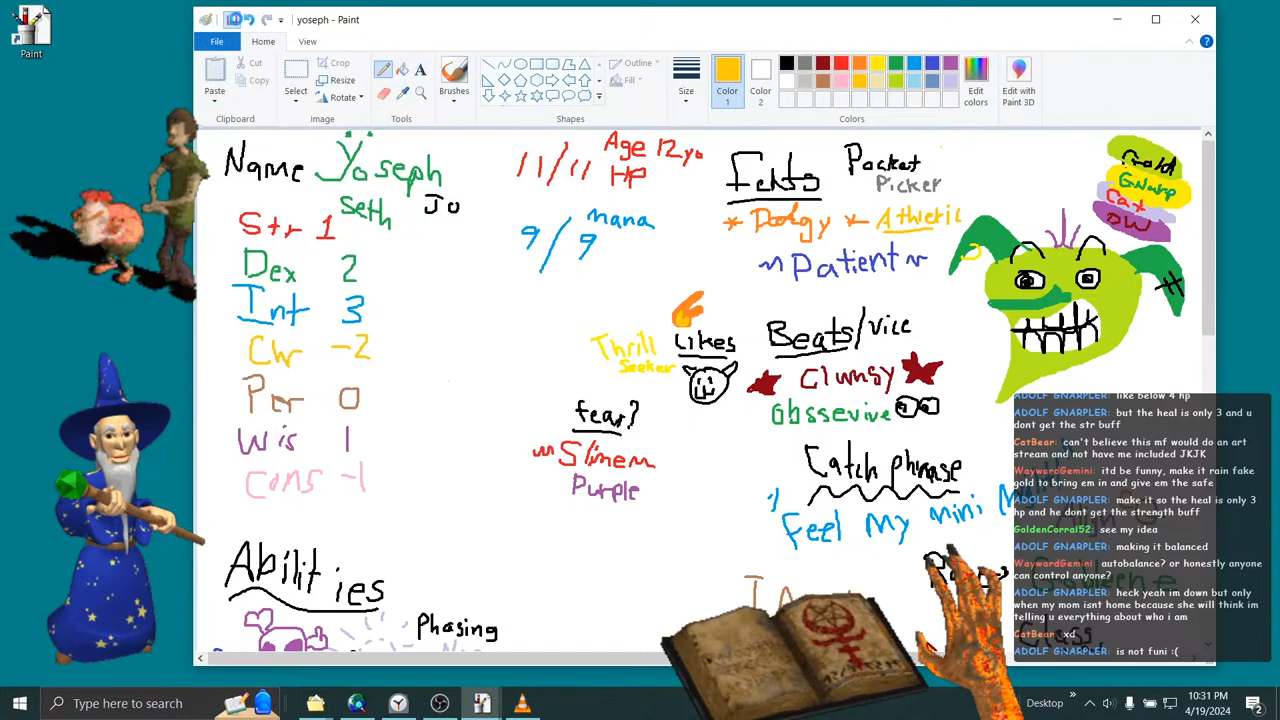 yoseph - Paint
File Home View
Paste
Cut
Copy
Clipboard
Select
Crop
Resize
Rotate
Image
Tools
Brushes
Shapes
Outline
Fill
Size
Color 1
Color 2
Edit colors
Edit with Paint 3D
Colors
Paint
Name Yoseph
Seth Jo
Str 1
Dex 2
Int 3
Chr -2
Per 0
Wis 1
Cons -1
Age 12 yo
11/11 HP
9/9 mana
Thrill Seeker
Likes
fear?
Slimem
Purple
Packet
Picker
Athletic
~ Patient ~
Beats/vice
Clumsy
Obssevive
Catch phrase
Feel My mini
Gnarp
Cat
Abilities
Phasing
ADOLF GNARPLER: like below 4 hp
ADOLF GNARPLER: but the heal is only 3 and u dont get the str buff
CatBear: can't believe this mf would do an art stream and not have me included JKJK
WaywardGemini: itd be funny, make it rain fake gold to bring em in and give em the safe
ADOLF GNARPLER: make it so the heal is only 3 hp and he dont get the strength buff
GoldenCorral52: see my idea
ADOLF GNARPLER: making it balanced
WaywardGemini: autobalance? or honestly anyone can control anyone?
ADOLF GNARPLER: heck yeah im down but only when my mom isnt home because she will think im telling u everything about who i am
CatBear: xd
ADOLF GNARPLER: is not funi :(
Class
Type here to search
Desktop
10:31 PM
4/19/2024
2